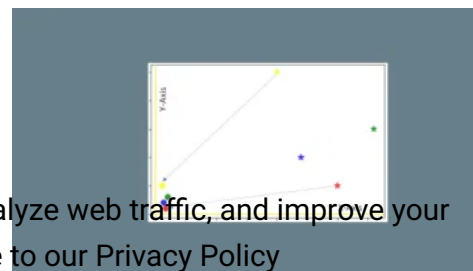 Y-Axis
alyze web traffic, and improve your
e to our Privacy Policy